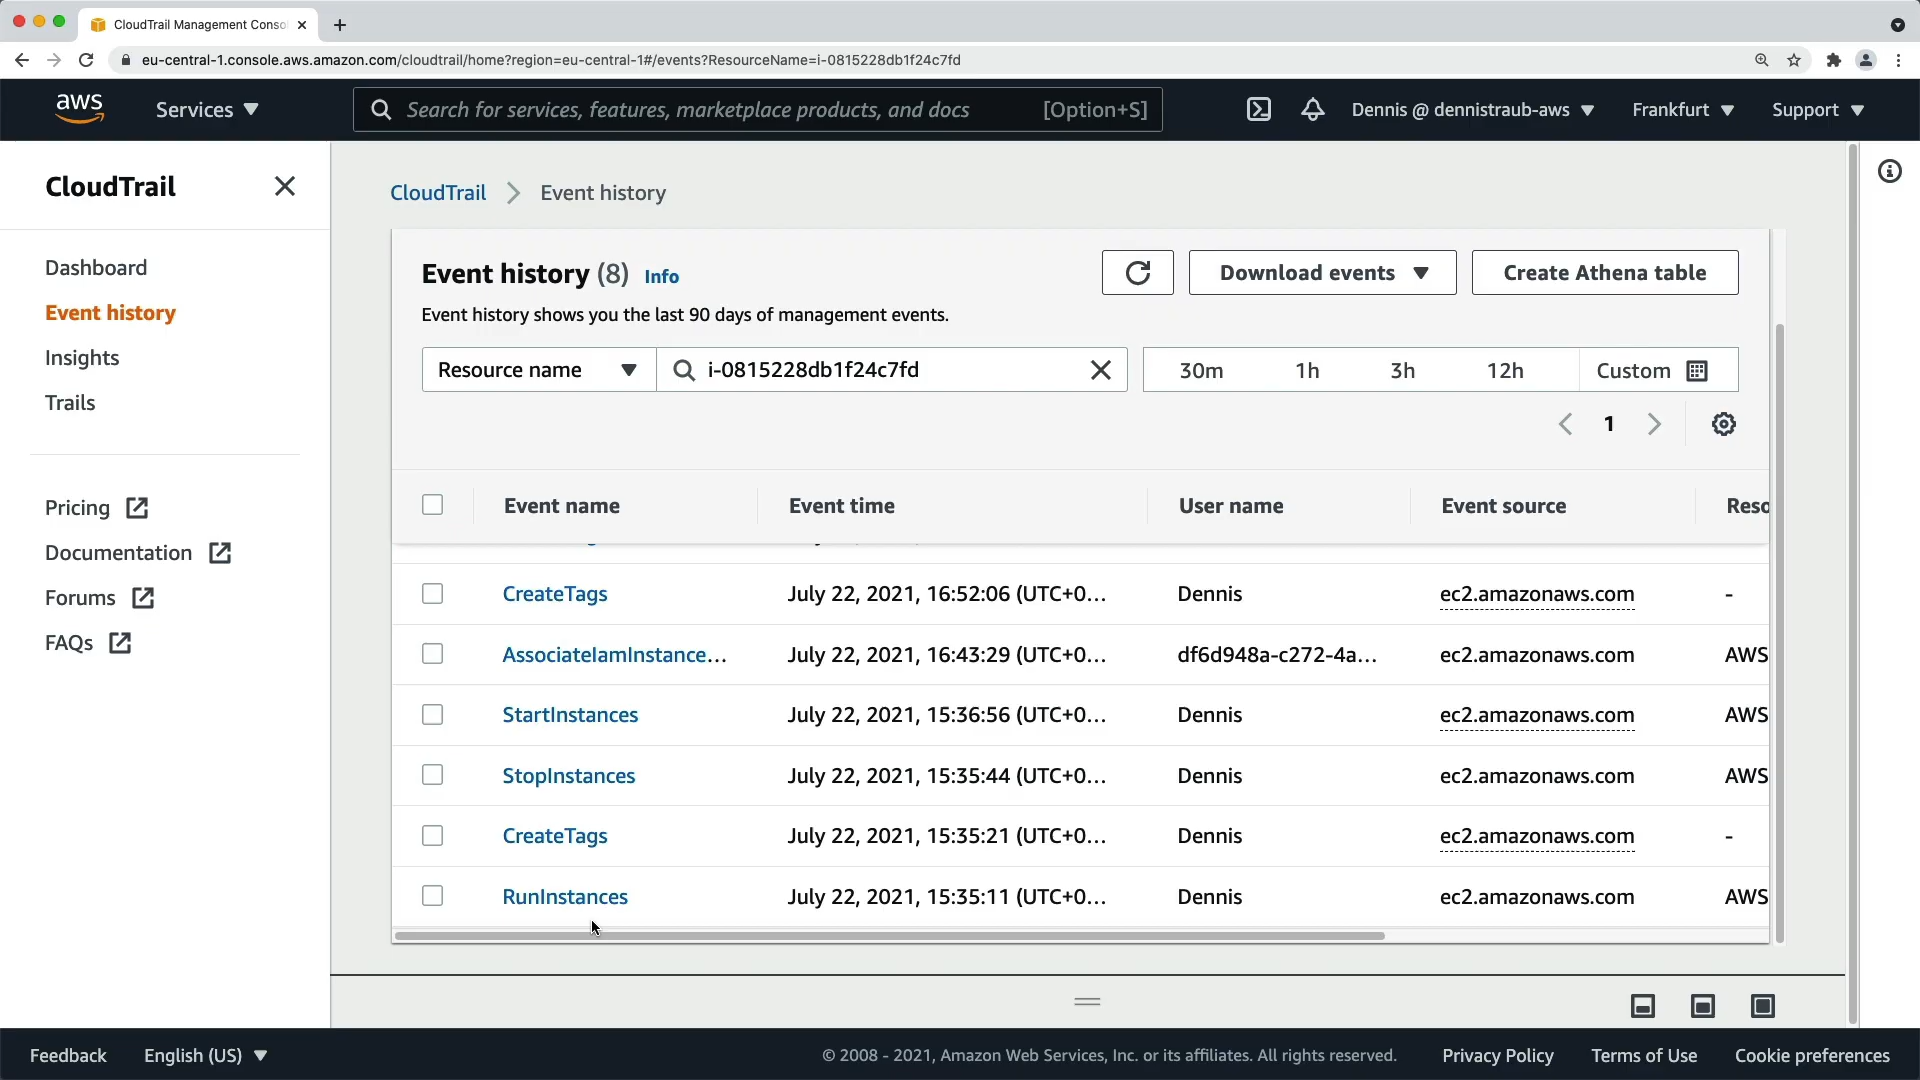 CloudTrail Management Conso
eu-central-1.console.aws.amazon.com/cloudtrail/home?region=eu-central-1#/events?ResourceName=i-0815228db1f24c7fd
aws Services Search for services, features, marketplace products, and docs [Option+S] Dennis @ dennistraub-aws Frankfurt Support
CloudTrail
Dashboard
Event history
Insights
Trails
Pricing
Documentation
Forums
FAQs
CloudTrail Event history
Event history (8) Info
Download events Create Athena table
Event history shows you the last 90 days of management events.
Resource name i-0815228db1f24c7fd 30m 1h 3h 12h Custom
1
Event name Event time User name Event source Reso
CreateTags July 22, 2021, 16:52:06 (UTC+0... Dennis ec2.amazonaws.com -
AssociateIamInstance... July 22, 2021, 16:43:29 (UTC+0... df6d948a-c272-4a... ec2.amazonaws.com AWS
StartInstances July 22, 2021, 15:36:56 (UTC+0... Dennis ec2.amazonaws.com AWS
StopInstances July 22, 2021, 15:35:44 (UTC+0... Dennis ec2.amazonaws.com AWS
CreateTags July 22, 2021, 15:35:21 (UTC+0... Dennis ec2.amazonaws.com -
RunInstances July 22, 2021, 15:35:11 (UTC+0... Dennis ec2.amazonaws.com AWS
Feedback English (US) © 2008 - 2021, Amazon Web Services, Inc. or its affiliates. All rights reserved. Privacy Policy Terms of Use Cookie preferences